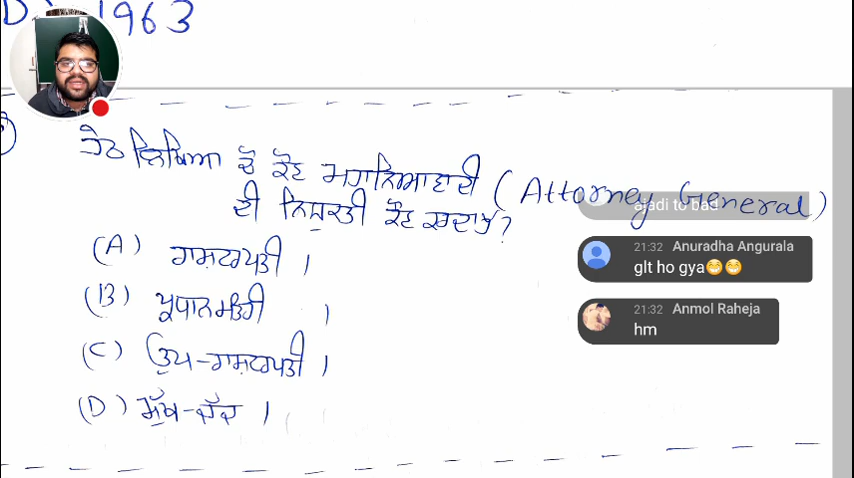 D) 1963
ਹੇਠ ਲਿਖਿਆ ਚੋਂ ਕੌਣ ਮਹਾਨਿਆਵਾਦੀ (Attorney General)
ਦੀ ਨਿਯੁਕਤੀ ਕੌਣ ਕਰਦਾ ਹੈ?
(A) ਰਾਸ਼ਟਰਪਤੀ ।
(B) ਪ੍ਰਧਾਨਮੰਤਰੀ ।
(C) ਉਪ-ਰਾਸ਼ਟਰਪਤੀ ।
(D) ਮੁੱਖ-ਜੱਜ ।
ajadi to bad
21:32 Anuradha Angurala
glt ho gya😁😁
21:32 Anmol Raheja
hm